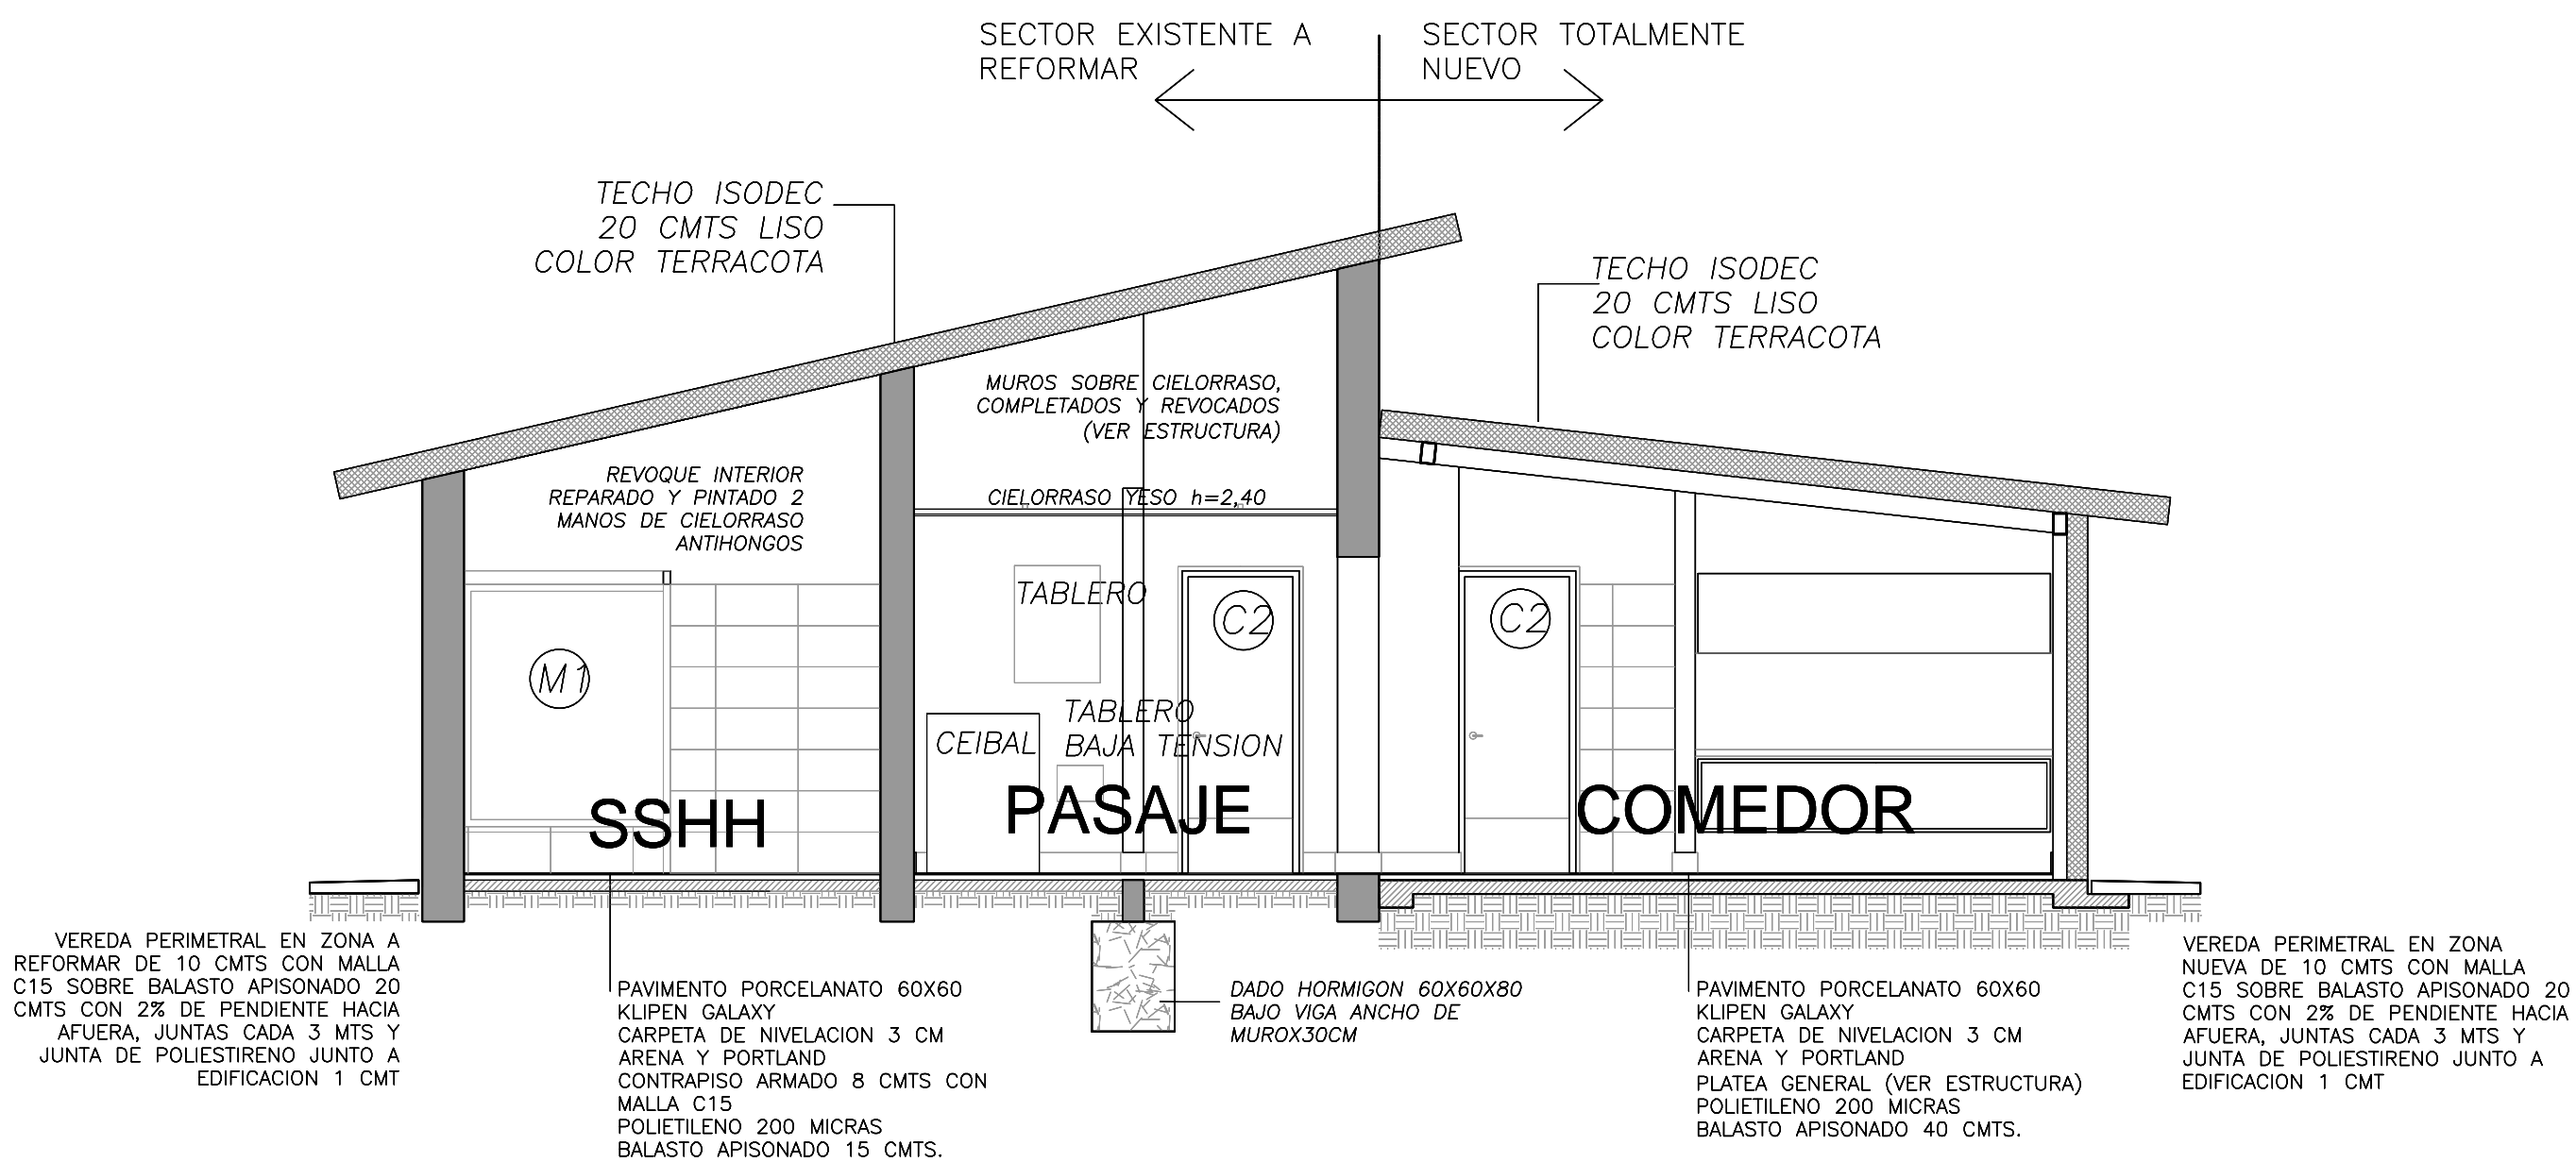 SECTOR EXISTENTE A
REFORMAR
SECTOR TOTALMENTE
NUEVO
TECHO ISODEC
20 CMTS LISO
COLOR TERRACOTA
TECHO ISODEC
20 CMTS LISO
COLOR TERRACOTA
MUROS SOBRE CIELORRASO,
COMPLETADOS Y REVOCADOS
(VER ESTRUCTURA)
REVOQUE INTERIOR
REPARADO Y PINTADO 2
MANOS DE CIELORRASO
ANTIHONGOS
CIELORRASO YESO h=2,40
TABLERO
C2
C2
M1
TABLERO
BAJA TENSION
CEIBAL
SSHH
PASAJE
COMEDOR
VEREDA PERIMETRAL EN ZONA A
REFORMAR DE 10 CMTS CON MALLA
C15 SOBRE BALASTO APISONADO 20
CMTS CON 2% DE PENDIENTE HACIA
AFUERA, JUNTAS CADA 3 MTS Y
JUNTA DE POLIESTIRENO JUNTO A
EDIFICACION 1 CMT
PAVIMENTO PORCELANATO 60X60
KLIPEN GALAXY
CARPETA DE NIVELACION 3 CM
ARENA Y PORTLAND
CONTRAPISO ARMADO 8 CMTS CON
MALLA C15
POLIETILENO 200 MICRAS
BALASTO APISONADO 15 CMTS.
DADO HORMIGON 60X60X80
BAJO VIGA ANCHO DE
MUROX30CM
PAVIMENTO PORCELANATO 60X60
KLIPEN GALAXY
CARPETA DE NIVELACION 3 CM
ARENA Y PORTLAND
PLATEA GENERAL (VER ESTRUCTURA)
POLIETILENO 200 MICRAS
BALASTO APISONADO 40 CMTS.
VEREDA PERIMETRAL EN ZONA
NUEVA DE 10 CMTS CON MALLA
C15 SOBRE BALASTO APISONADO 20
CMTS CON 2% DE PENDIENTE HACIA
AFUERA, JUNTAS CADA 3 MTS Y
JUNTA DE POLIESTIRENO JUNTO A
EDIFICACION 1 CMT